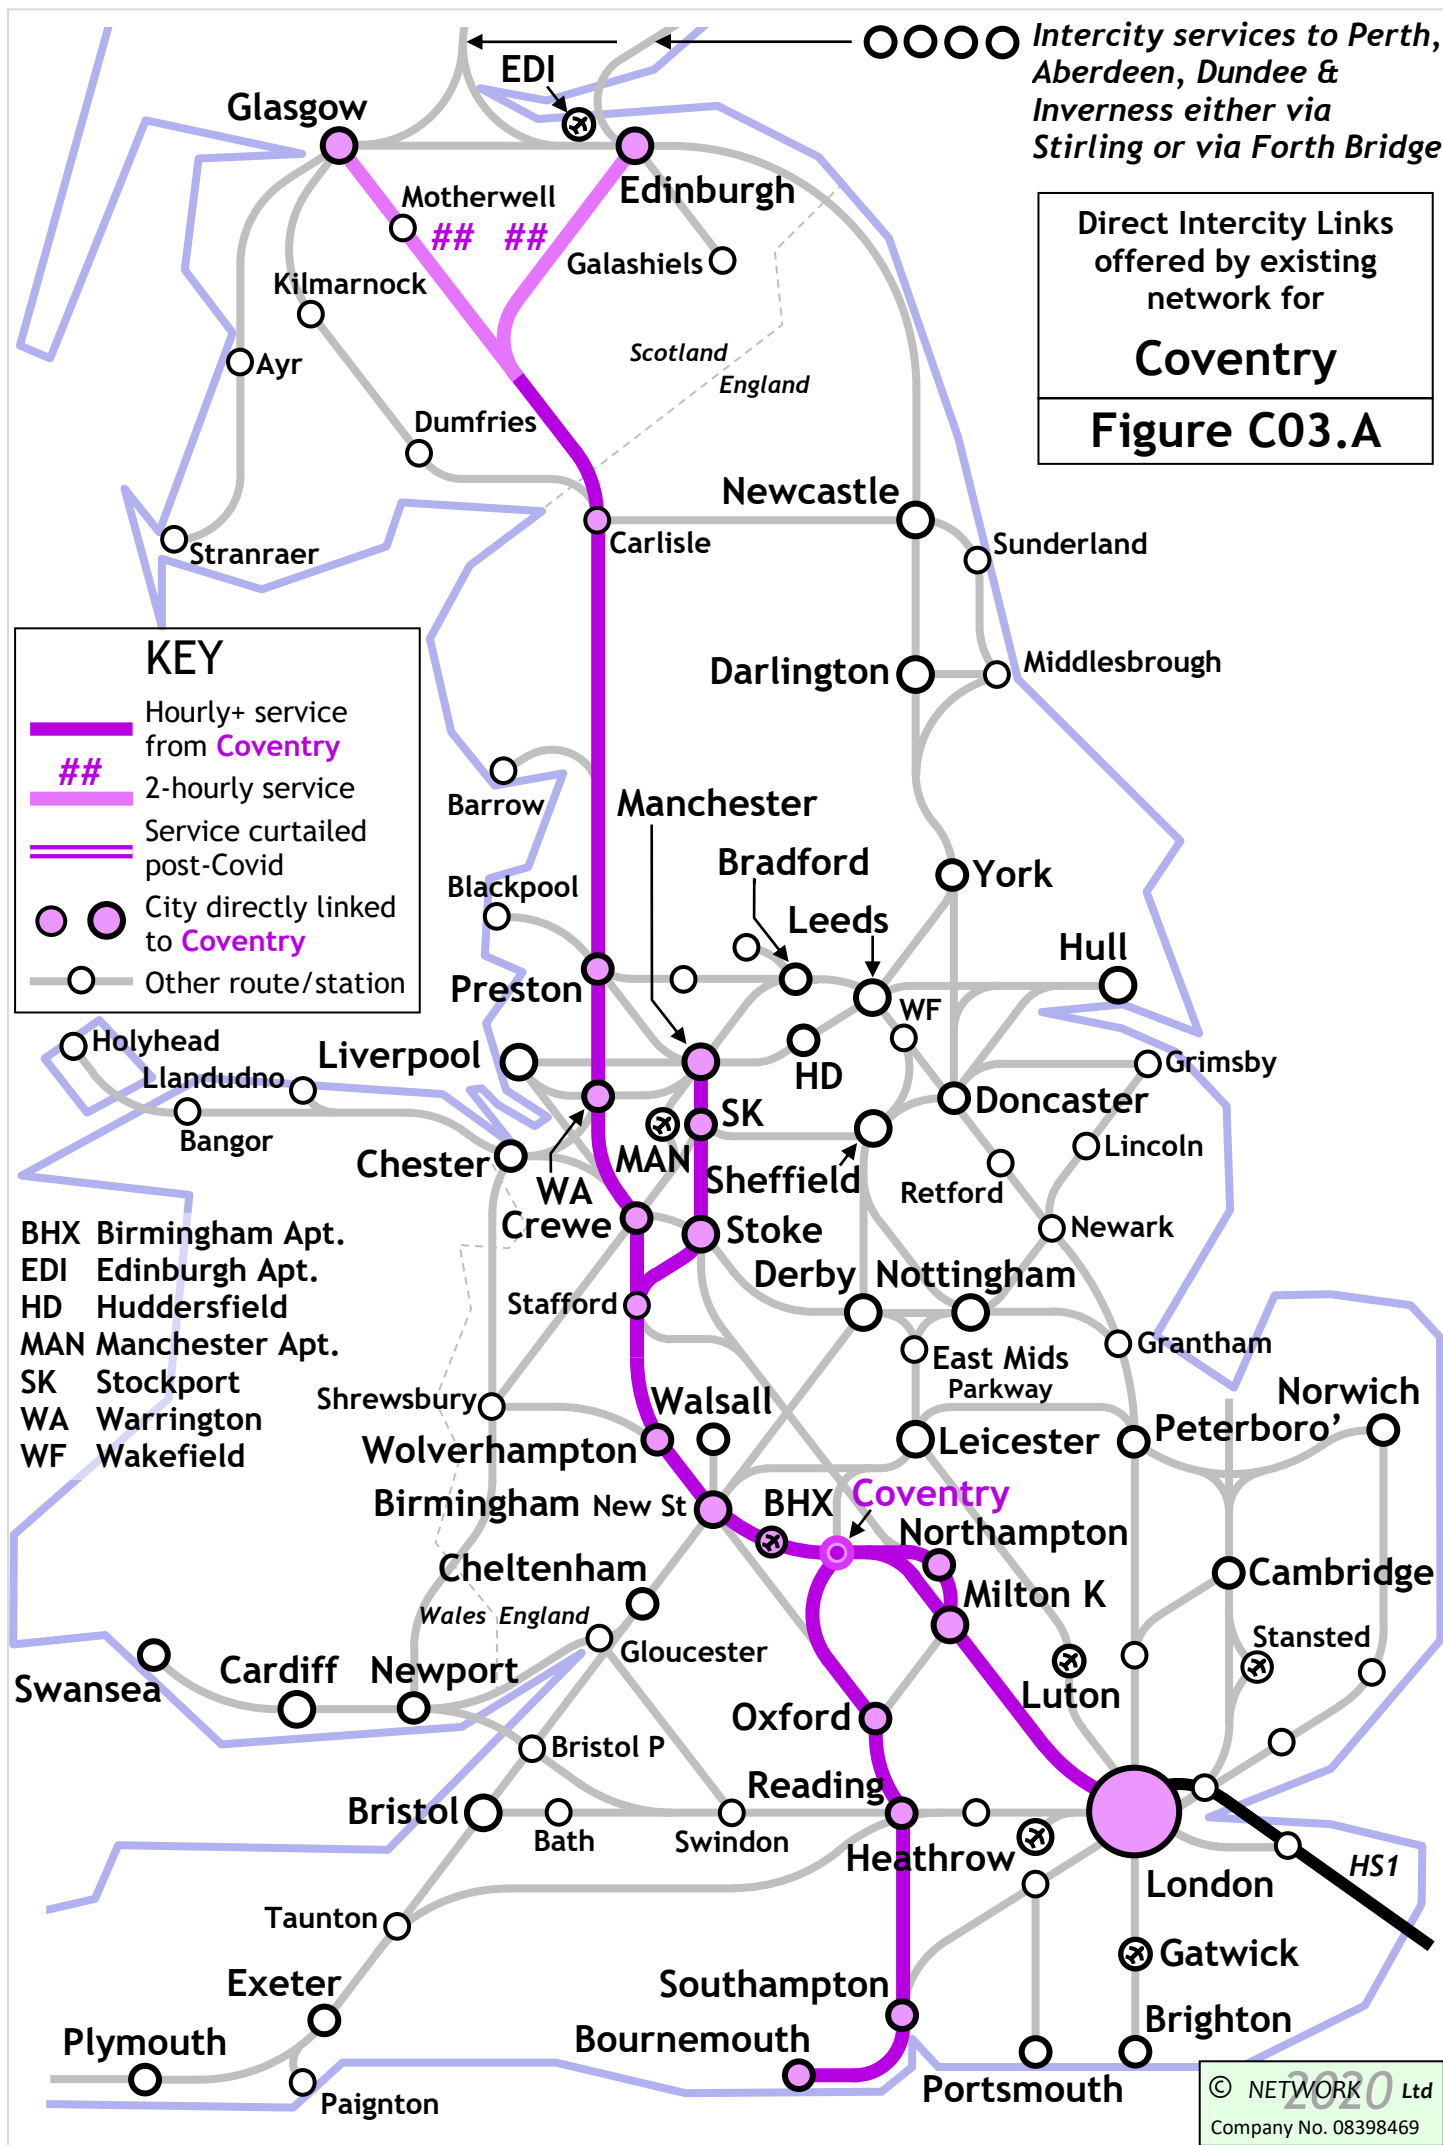 Intercity services to Perth,
Aberdeen, Dundee &
Inverness either via
Stirling or via Forth Bridge
EDI
Glasgow
Edinburgh
Motherwell
## ##
Galashiels
Kilmarnock
Ayr
Scotland
England
Dumfries
Direct Intercity Links
offered by existing
network for
Coventry
Figure C03.A
Newcastle
Carlisle
Sunderland
Stranraer
Darlington
Middlesbrough
KEY
Hourly+ service
from Coventry
##
2-hourly service
Service curtailed
post-Covid
City directly linked
to Coventry
Other route/station
Barrow
Manchester
Bradford
York
Blackpool
Leeds
Hull
Preston
WF
Holyhead
Liverpool
Llandudno
HD
Grimsby
Bangor
SK
Doncaster
MAN
Lincoln
Chester
Sheffield
Retford
WA
Crewe
Stoke
Newark
BHX Birmingham Apt.
EDI Edinburgh Apt.
HD Huddersfield
MAN Manchester Apt.
SK Stockport
WA Warrington
WF Wakefield
Derby
Nottingham
Stafford
East Mids
Parkway
Grantham
Shrewsbury
Walsall
Norwich
Wolverhampton
Leicester
Peterboro’
Birmingham New St
BHX
Coventry
Northampton
Cheltenham
Milton K
Cambridge
Wales England
Gloucester
Stansted
Swansea
Cardiff
Newport
Luton
Oxford
Bristol P
Reading
Bristol
Bath
Swindon
Heathrow
HS1
London
Taunton
Gatwick
Exeter
Southampton
Brighton
Plymouth
Bournemouth
Portsmouth
Paignton
© NETWORK 2020 Ltd
Company No. 08398469